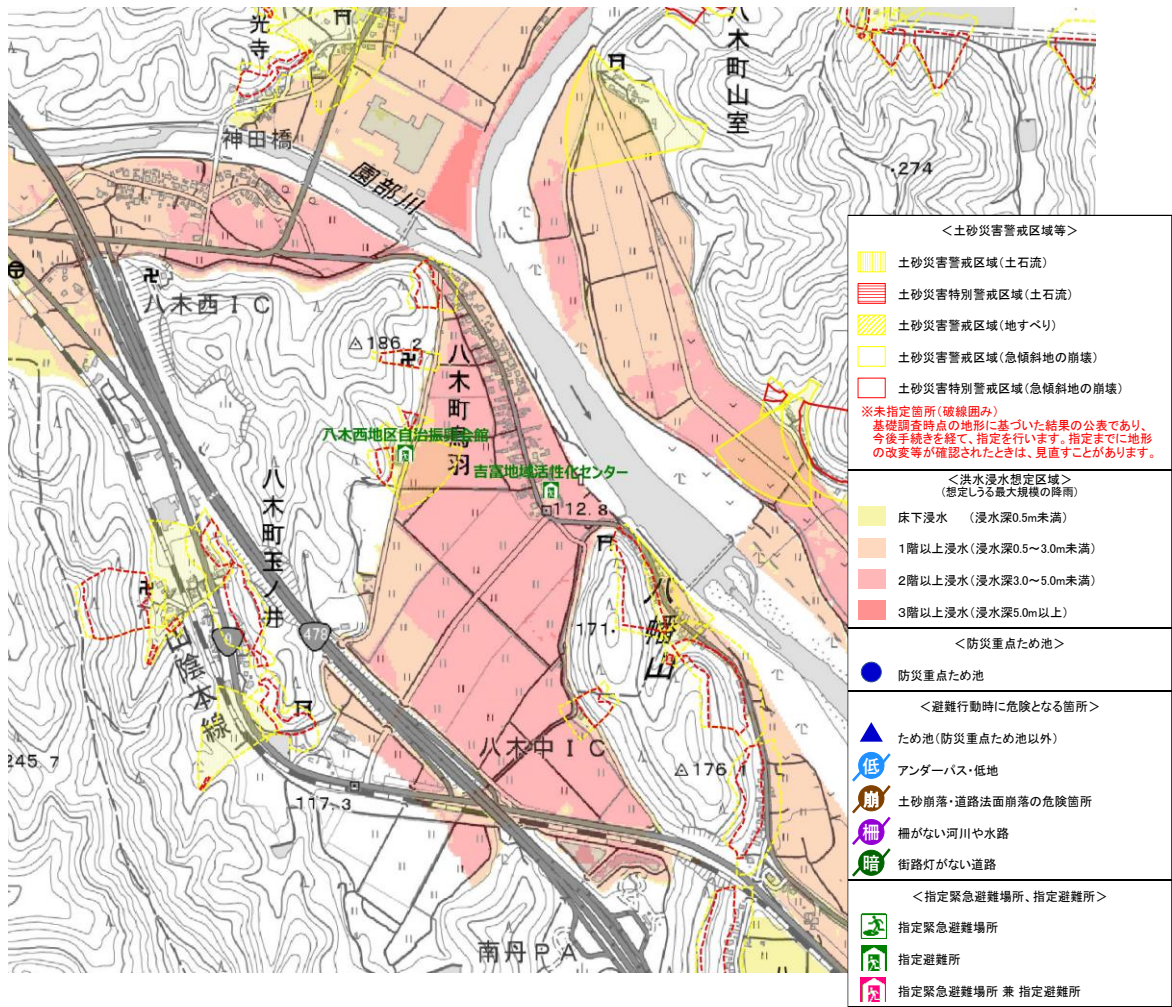 光寺
八木町山室
神田橋
園部川
・274
八木西IC
△186.2
八木町鳥羽
八木西地区自治振興会館
吉富地域活性化センター
112.8
八木町玉ノ井
478
9
山陰本線
八幡山
171・
八木中IC
△176.1
245.7
117.3
南丹PA
八
＜土砂災害警戒区域等＞
土砂災害警戒区域(土石流)
土砂災害特別警戒区域(土石流)
土砂災害警戒区域(地すべり)
土砂災害警戒区域(急傾斜地の崩壊)
土砂災害特別警戒区域(急傾斜地の崩壊)
※未指定箇所(破線囲み)
基礎調査時点の地形に基づいた結果の公表であり、
今後手続きを経て、指定を行います。指定までに地形
の改変等が確認されたときは、見直すことがあります。
＜洪水浸水想定区域＞
(想定しうる最大規模の降雨)
床下浸水　(浸水深0.5m未満)
1階以上浸水(浸水深0.5～3.0m未満)
2階以上浸水(浸水深3.0～5.0m未満)
3階以上浸水(浸水深5.0m以上)
＜防災重点ため池＞
防災重点ため池
＜避難行動時に危険となる箇所＞
ため池(防災重点ため池以外)
低 アンダーパス・低地
崩 土砂崩落・道路法面崩落の危険箇所
柵 柵がない河川や水路
暗 街路灯がない道路
＜指定緊急避難場所、指定避難所＞
指定緊急避難場所
指定避難所
指定緊急避難場所 兼 指定避難所